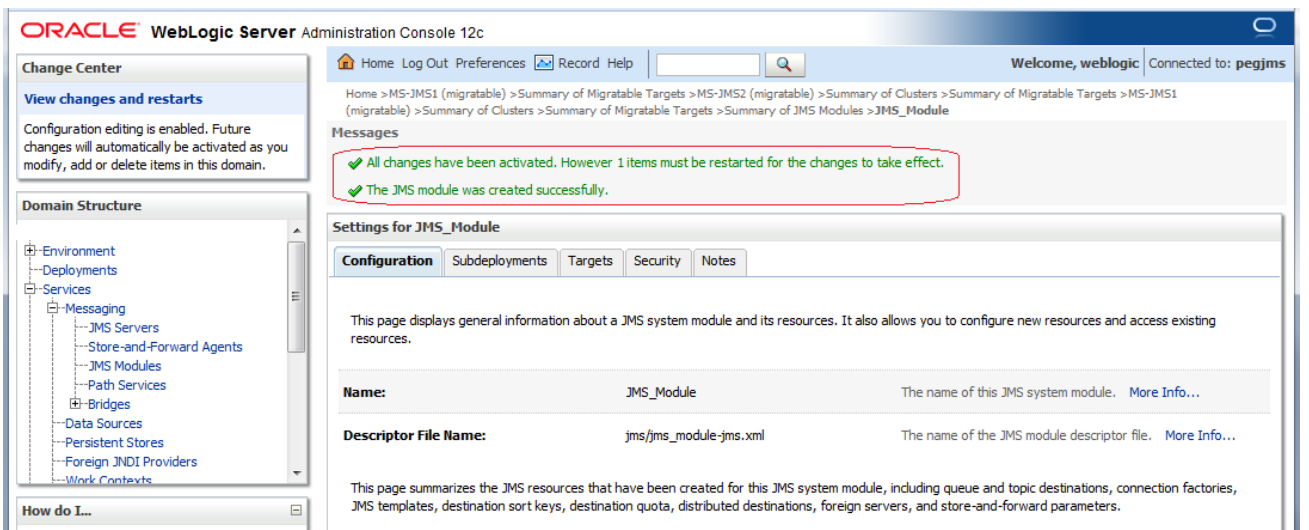 ORACLE WebLogic Server Administration Console 12c
Change Center
View changes and restarts
Configuration editing is enabled. Future
changes will automatically be activated as you
modify, add or delete items in this domain.
Domain Structure
Environment
Deployments
Services
Messaging
JMS Servers
Store-and-Forward Agents
JMS Modules
Path Services
Bridges
Data Sources
Persistent Stores
Foreign JNDI Providers
Work Contexts
How do I...
Home Log Out Preferences Record Help
Welcome, weblogic Connected to: pegjms
Home >MS-JMS1 (migratable) >Summary of Migratable Targets >MS-JMS2 (migratable) >Summary of Clusters >Summary of Migratable Targets >MS-JMS1
(migratable) >Summary of Clusters >Summary of Migratable Targets >Summary of JMS Modules >JMS_Module
Messages
All changes have been activated. However 1 items must be restarted for the changes to take effect.
The JMS module was created successfully.
Settings for JMS_Module
Configuration Subdeployments Targets Security Notes
This page displays general information about a JMS system module and its resources. It also allows you to configure new resources and access existing
resources.
Name: JMS_Module The name of this JMS system module. More Info...
Descriptor File Name: jms/jms_module-jms.xml The name of the JMS module descriptor file. More Info...
This page summarizes the JMS resources that have been created for this JMS system module, including queue and topic destinations, connection factories,
JMS templates, destination sort keys, destination quota, distributed destinations, foreign servers, and store-and-forward parameters.